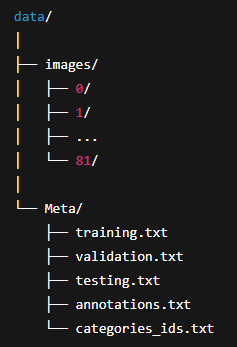 data/
│
├── images/
│   ├── 0/
│   ├── 1/
│   ├── ...
│   └── 81/
│
└── Meta/
    ├── training.txt
    ├── validation.txt
    ├── testing.txt
    ├── annotations.txt
    └── categories_ids.txt